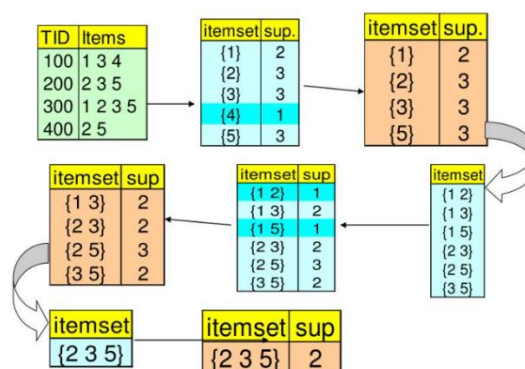 TID Items
100 1 3 4
200 2 3 5
300 1 2 3 5
400 2 5
itemset sup.
{1} 2
{2} 3
{3} 3
{4} 1
{5} 3
itemset sup.
{1} 2
{2} 3
{3} 3
{5} 3
itemset sup
{1 3} 2
{2 3} 2
{2 5} 3
{3 5} 2
itemset sup
{1 2} 1
{1 3} 2
{1 5} 1
{2 3} 2
{2 5} 3
{3 5} 2
itemset
{1 2}
{1 3}
{1 5}
{2 3}
{2 5}
{3 5}
itemset
{2 3 5}
itemset sup
{2 3 5} 2